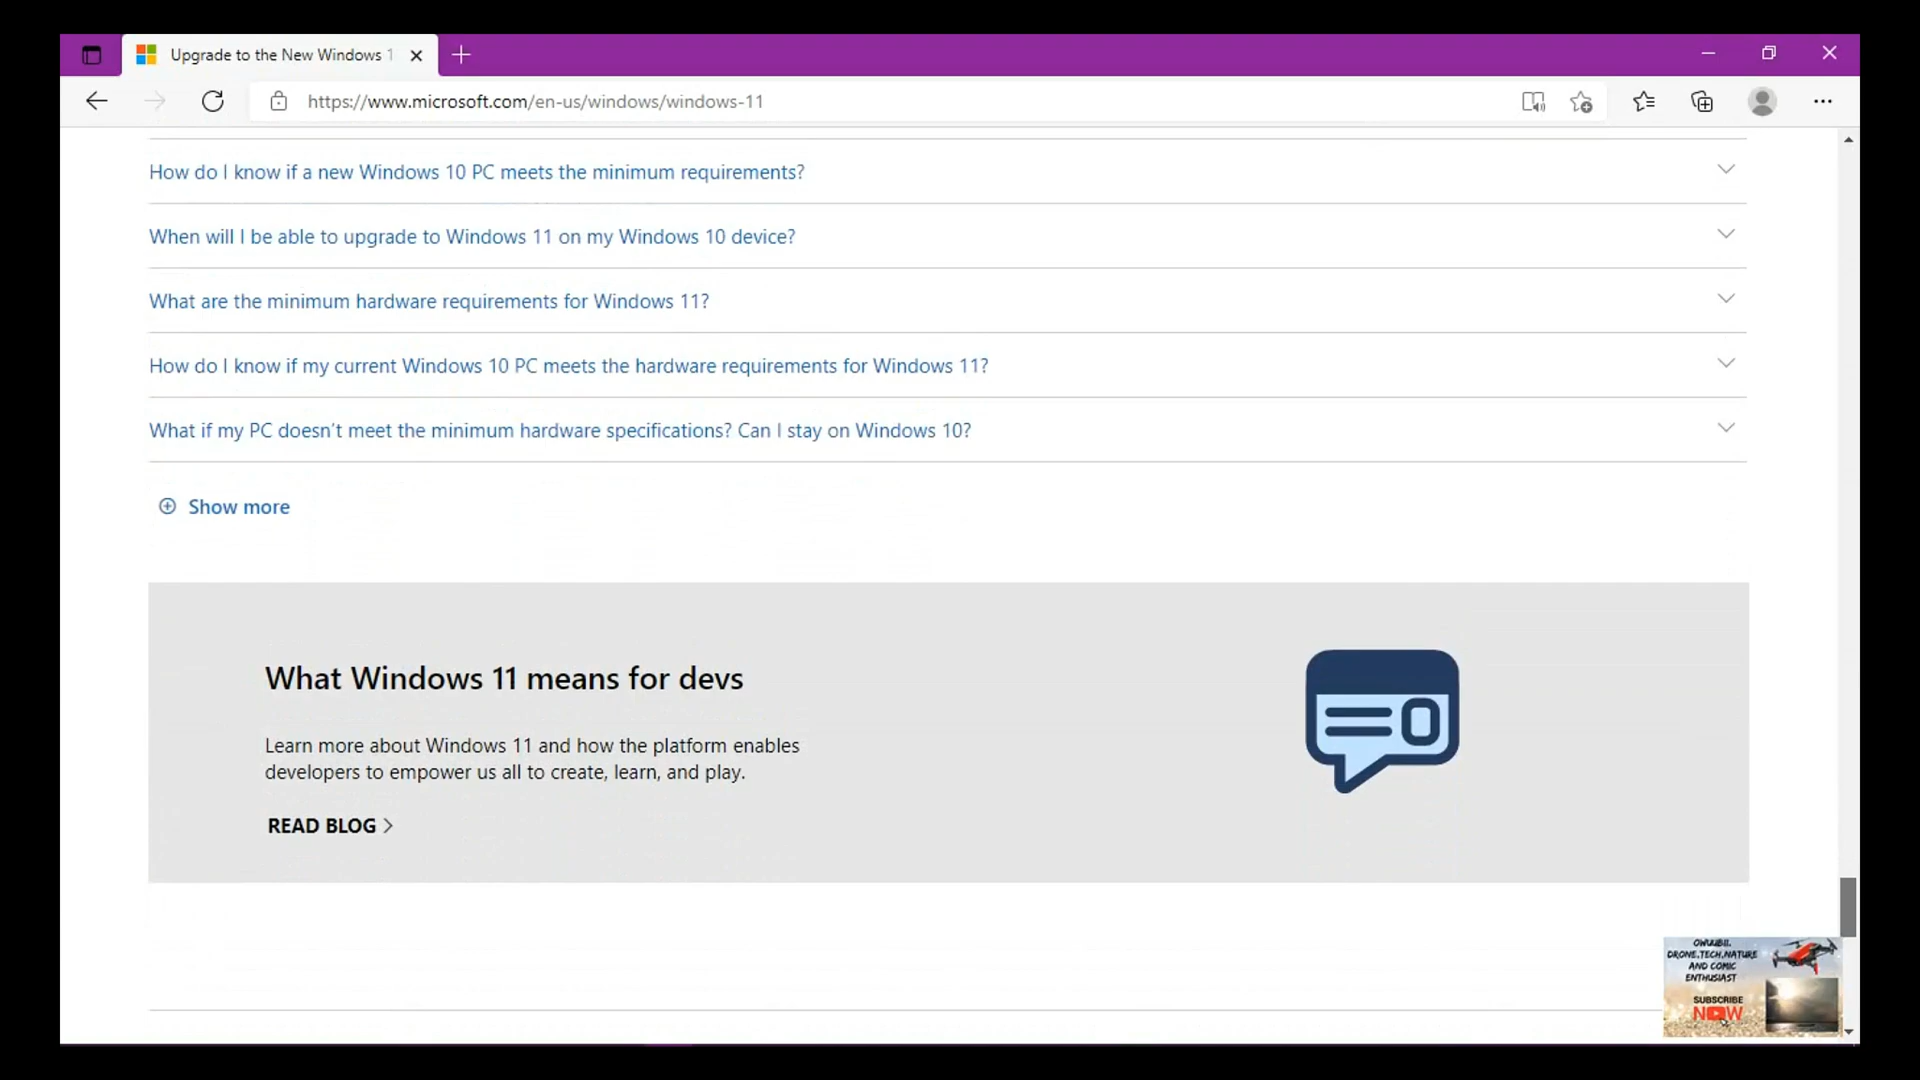 Upgrade to the New Windows 1
https://www.microsoft.com/en-us/windows/windows-11
How do I know if a new Windows 10 PC meets the minimum requirements?
When will I be able to upgrade to Windows 11 on my Windows 10 device?
What are the minimum hardware requirements for Windows 11?
How do I know if my current Windows 10 PC meets the hardware requirements for Windows 11?
What if my PC doesn't meet the minimum hardware specifications? Can I stay on Windows 10?
Show more
What Windows 11 means for devs
Learn more about Windows 11 and how the platform enables
developers to empower us all to create, learn, and play.
READ BLOG
OWUUBII.
DRONE,TECH,NATURE
AND COMIC
ENTHUSIAST
SUBSCRIBE
NOW